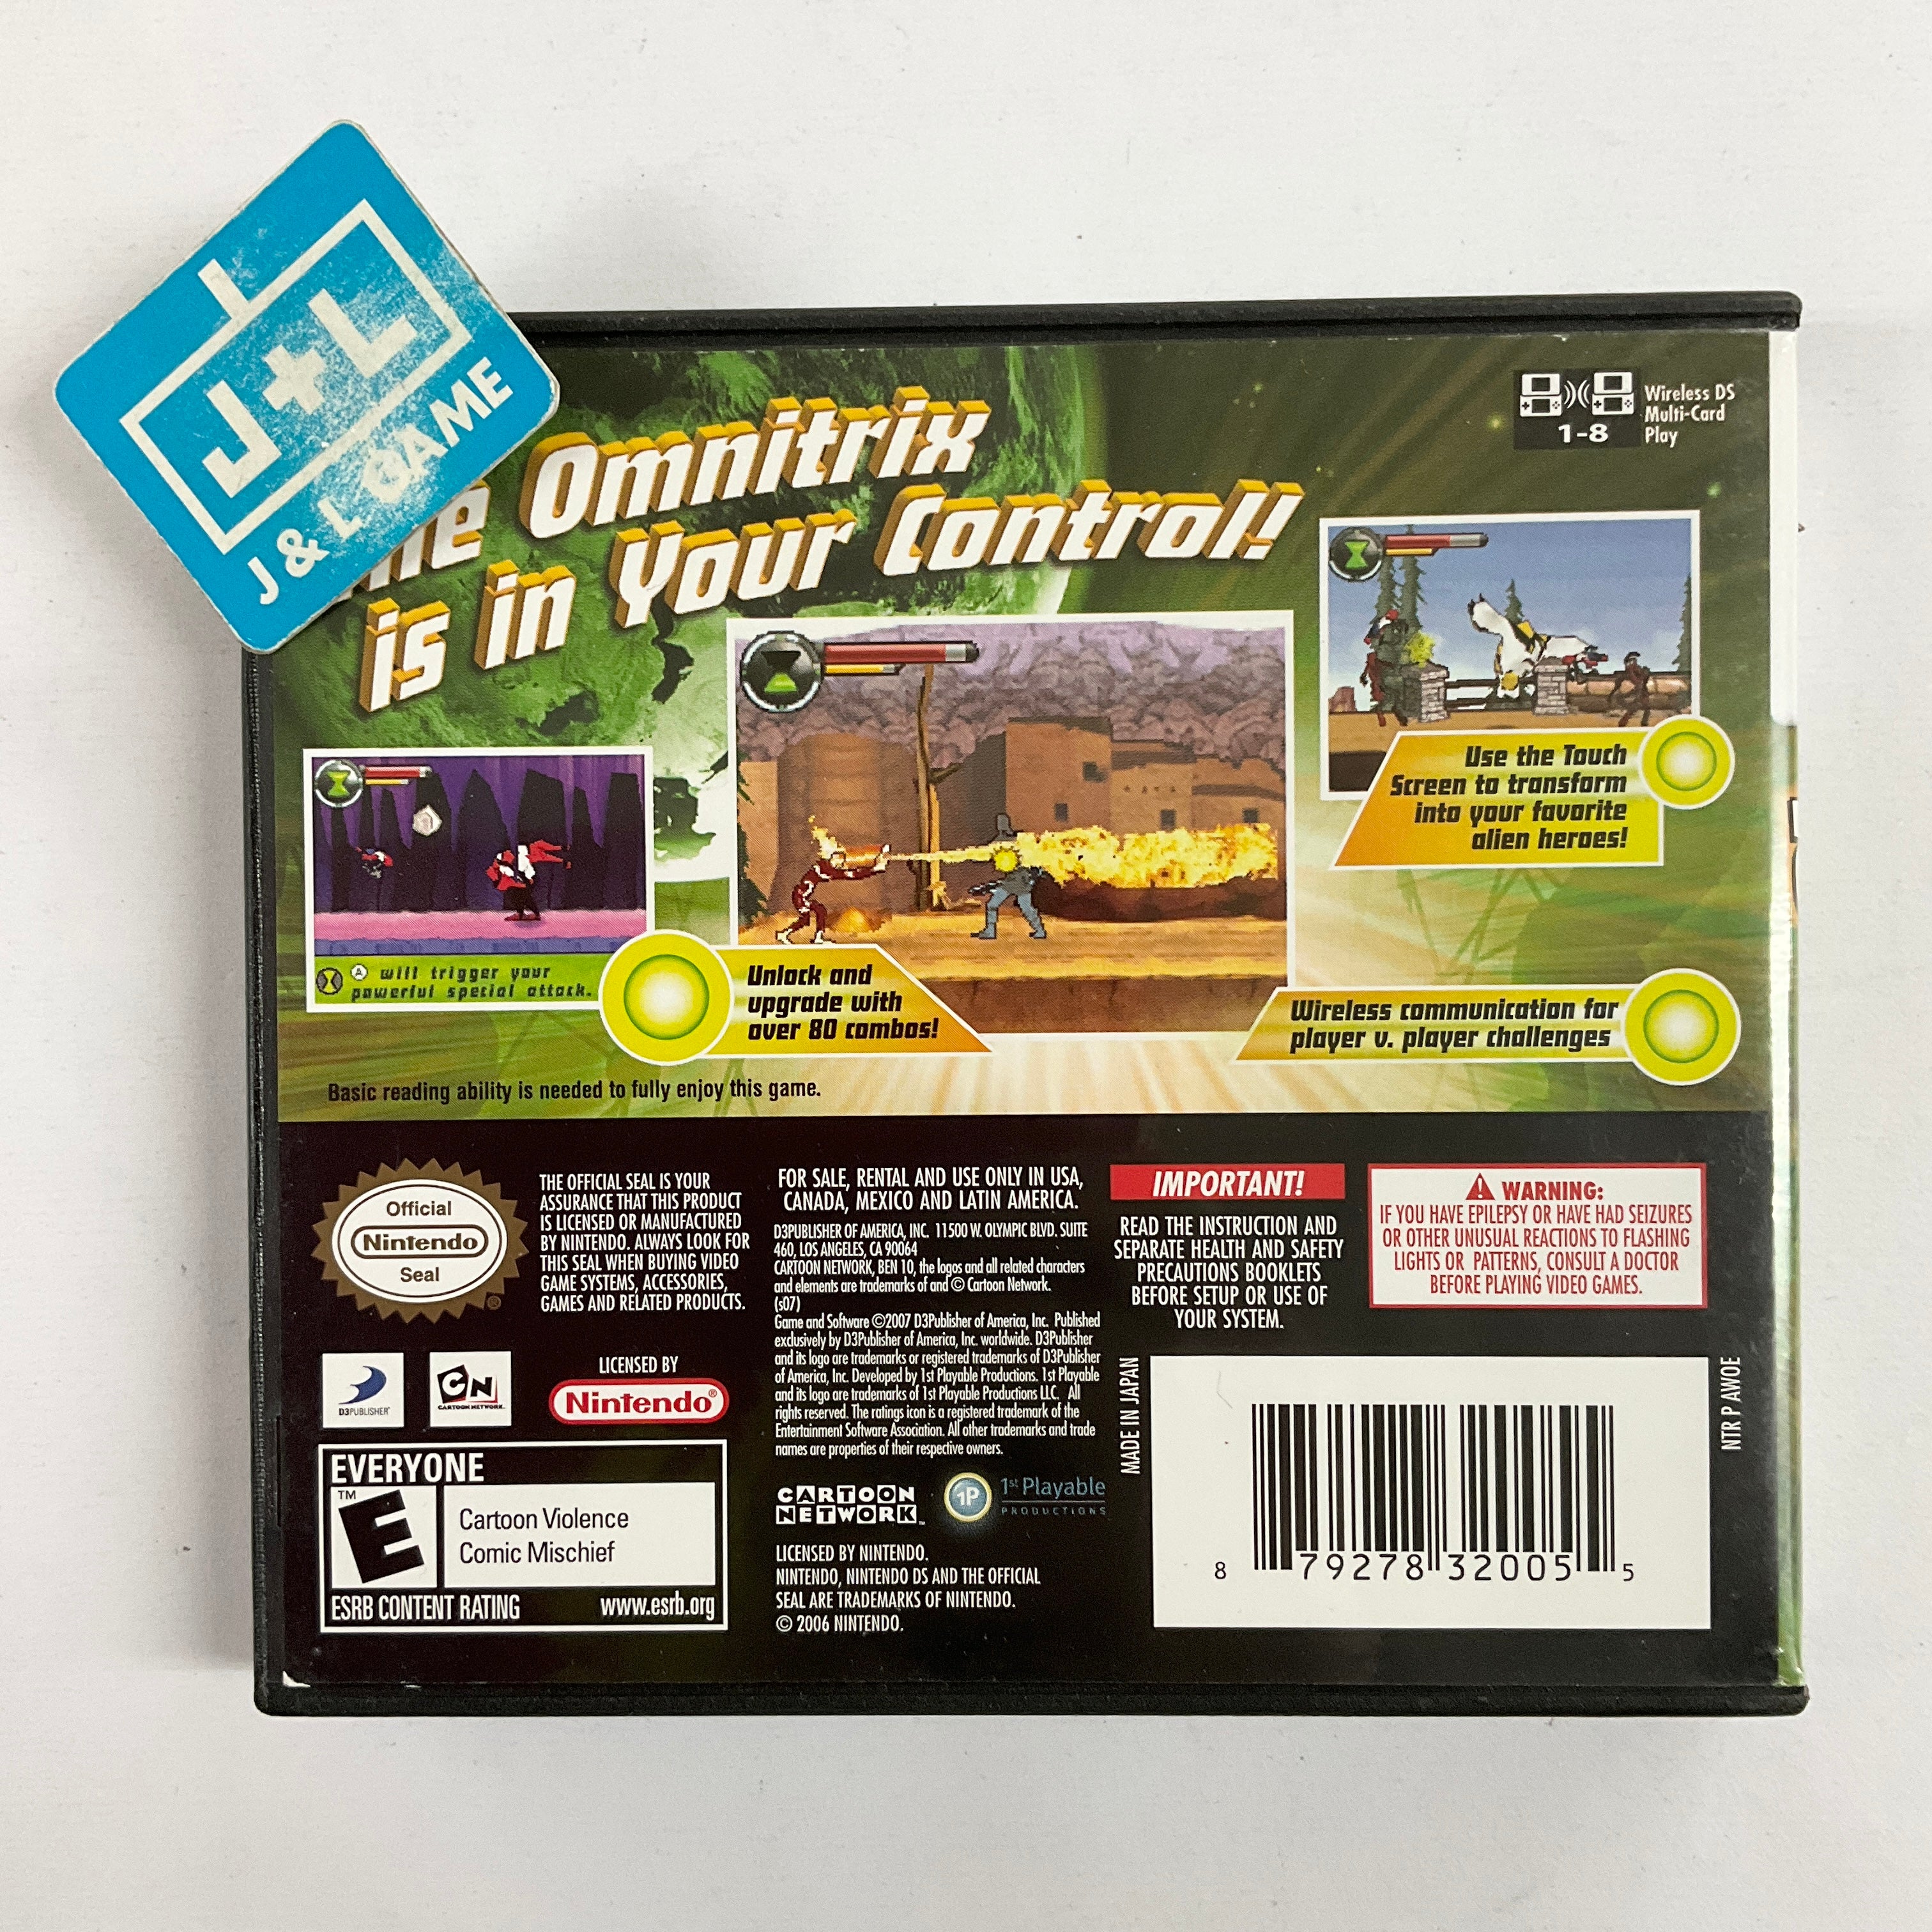 J+L
J & L GAME
Omnitrix
is in Your Control!
Wireless DS
Multi-Card
Play
1-8
Use the Touch
Screen to transform
into your favorite
alien heroes!
A will trigger your
powerful special attack.
Unlock and
upgrade with
over 80 combos!
Wireless communication for
player v. player challenges
Basic reading ability is needed to fully enjoy this game.
Official
Nintendo
Seal
®
THE OFFICIAL SEAL IS YOUR
ASSURANCE THAT THIS PRODUCT
IS LICENSED OR MANUFACTURED
BY NINTENDO. ALWAYS LOOK FOR
THIS SEAL WHEN BUYING VIDEO
GAME SYSTEMS, ACCESSORIES,
GAMES AND RELATED PRODUCTS.
D3PUBLISHER
CN
CARTOON NETWORK.
LICENSED BY
Nintendo®
EVERYONE
TM
E
Cartoon Violence
Comic Mischief
ESRB CONTENT RATING www.esrb.org
FOR SALE, RENTAL AND USE ONLY IN USA,
CANADA, MEXICO AND LATIN AMERICA.
D3PUBLISHER OF AMERICA, INC. 11500 W. OLYMPIC BLVD. SUITE
460, LOS ANGELES, CA 90064
CARTOON NETWORK, BEN 10, the logos and all related characters
and elements are trademarks of and © Cartoon Network.
(s07)
Game and Software ©2007 D3Publisher of America, Inc. Published
exclusively by D3Publisher of America, Inc. worldwide. D3Publisher
and its logo are trademarks or registered trademarks of D3Publisher
of America, Inc. Developed by 1st Playable Productions. 1st Playable
and its logo are trademarks of 1st Playable Productions LLC. All
rights reserved. The ratings icon is a registered trademark of the
Entertainment Software Association. All other trademarks and trade
names are properties of their respective owners.
CARTOON
NETWORK™
1P
1st Playable
PRODUCTIONS
LICENSED BY NINTENDO.
NINTENDO, NINTENDO DS AND THE OFFICIAL
SEAL ARE TRADEMARKS OF NINTENDO.
© 2006 NINTENDO.
IMPORTANT!
READ THE INSTRUCTION AND
SEPARATE HEALTH AND SAFETY
PRECAUTIONS BOOKLETS
BEFORE SETUP OR USE OF
YOUR SYSTEM.
WARNING:
IF YOU HAVE EPILEPSY OR HAVE HAD SEIZURES
OR OTHER UNUSUAL REACTIONS TO FLASHING
LIGHTS OR PATTERNS, CONSULT A DOCTOR
BEFORE PLAYING VIDEO GAMES.
MADE IN JAPAN
8 79278 32005 5
NTR P AWOE